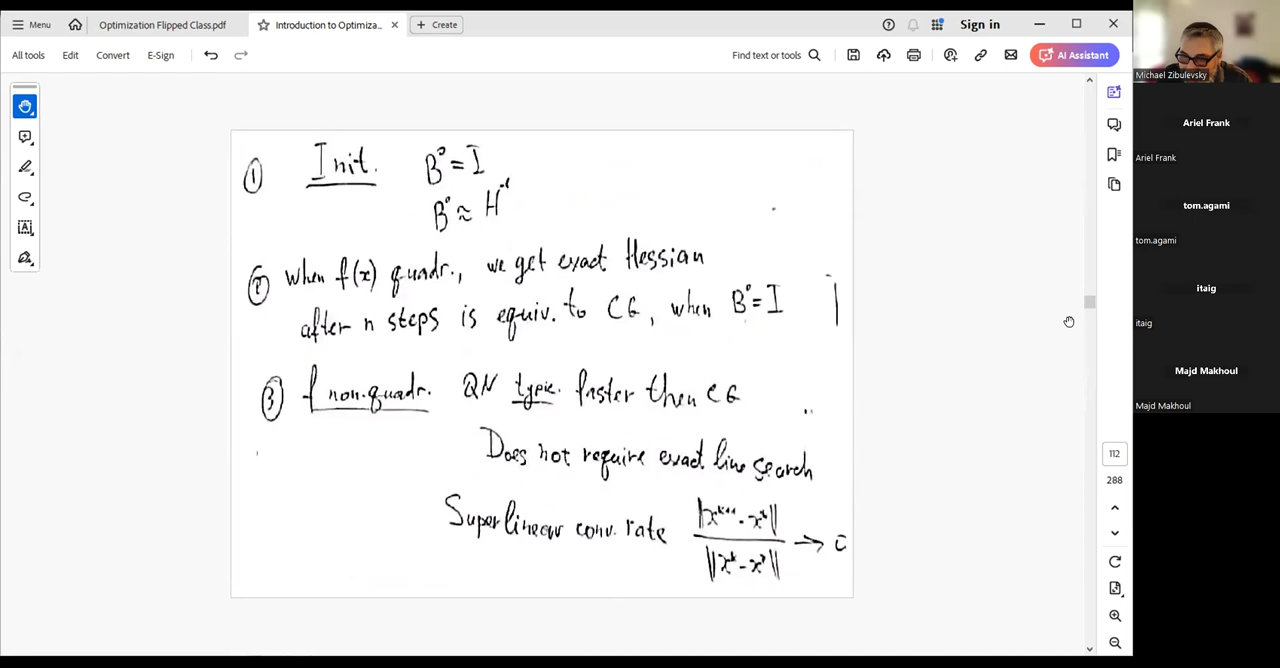 Menu
Optimization Flipped Class.pdf
Introduction to Optimiza...
Create
Sign in
All tools
Edit
Convert
E-Sign
Find text or tools
AI Assistant
① Init. B⁰ = I
B⁰ ≈ H⁻¹
② When f(x) quadr., we get exact Hessian
after n steps is equiv. to CG, when B⁰ = I
③ f non-quadr. QN typic. faster then CG
Does not require exact line search
Superlinear conv. rate ||xᵏ⁺¹ - x*|| / ||xᵏ - x*|| → 0
112
288
Michael Zibulevsky
Ariel Frank
Ariel Frank
tom.agami
tom.agami
itaig
itaig
Majd Makhoul
Majd Makhoul